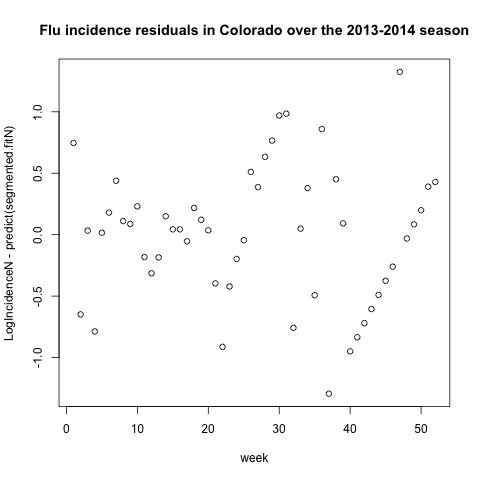 Flu incidence residuals in Colorado over the 2013-2014 season
LogIncidenceN - predict(segmented.fitN)
1.0
0.5
0.0
-0.5
-1.0
0 10 20 30 40 50
week